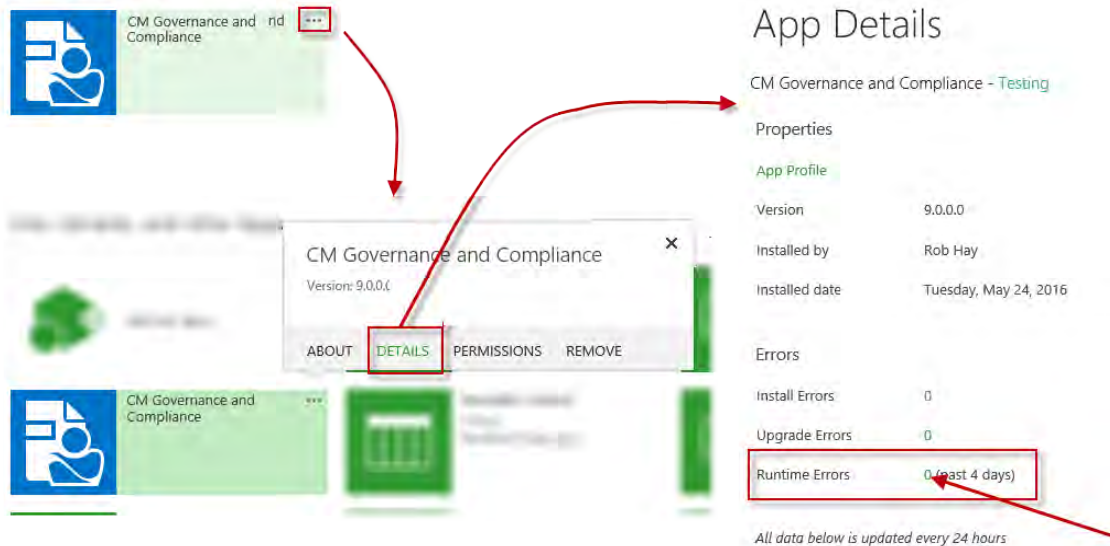 CM Governance and nd •••
Compliance
CM Governance and Compliance
Version: 9.0.0.(
ABOUT DETAILS PERMISSIONS REMOVE
CM Governance and •••
Compliance
App Details
CM Governance and Compliance - Testing
Properties
App Profile
Version 9.0.0.0
Installed by Rob Hay
Installed date Tuesday, May 24, 2016
Errors
Install Errors 0
Upgrade Errors 0
Runtime Errors 0 (past 4 days)
All data below is updated every 24 hours